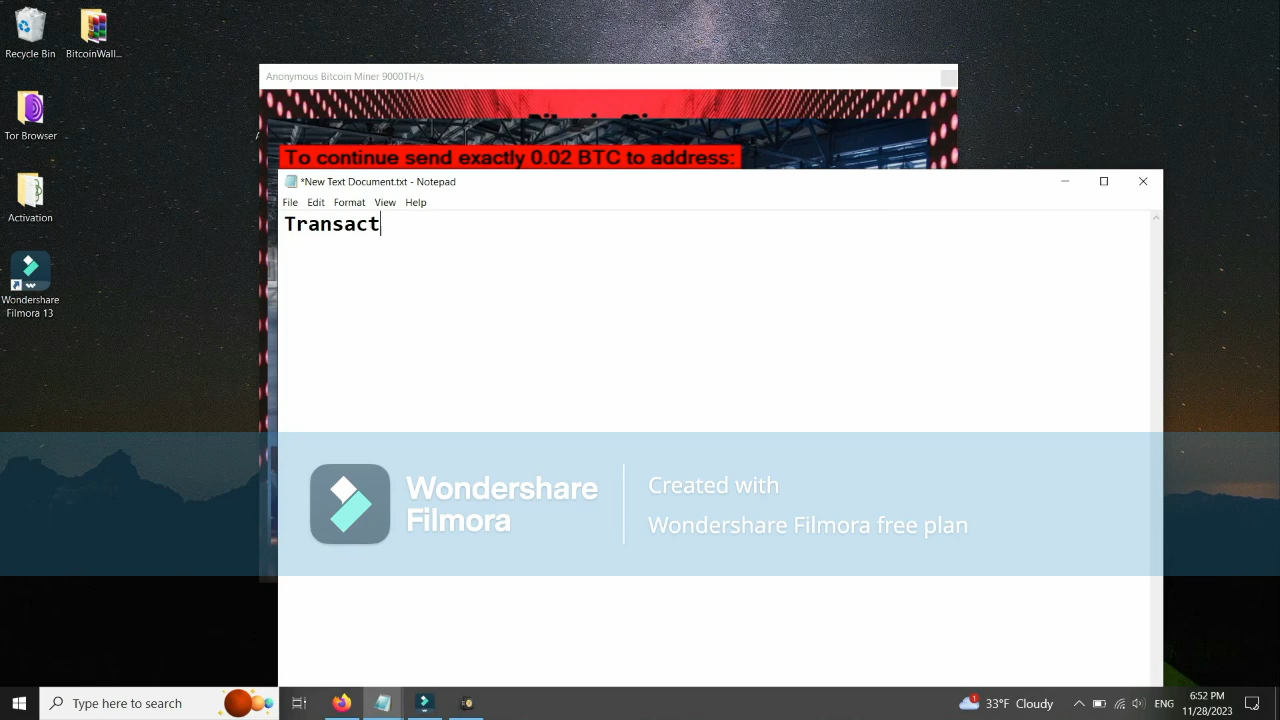 Recycle Bin
BitcoinWall...
Anonymous Bitcoin Miner 9000TH/s
Tor Browser
To continue send exactly 0.02 BTC to address:
*New Text Document.txt - Notepad
File Edit Format View Help
Transact
Activation
Wondershare
Filmora 13
Wondershare
Filmora
Created with
Wondershare Filmora free plan
Type here to search
1
33°F Cloudy
ENG
6:52 PM
11/28/2023